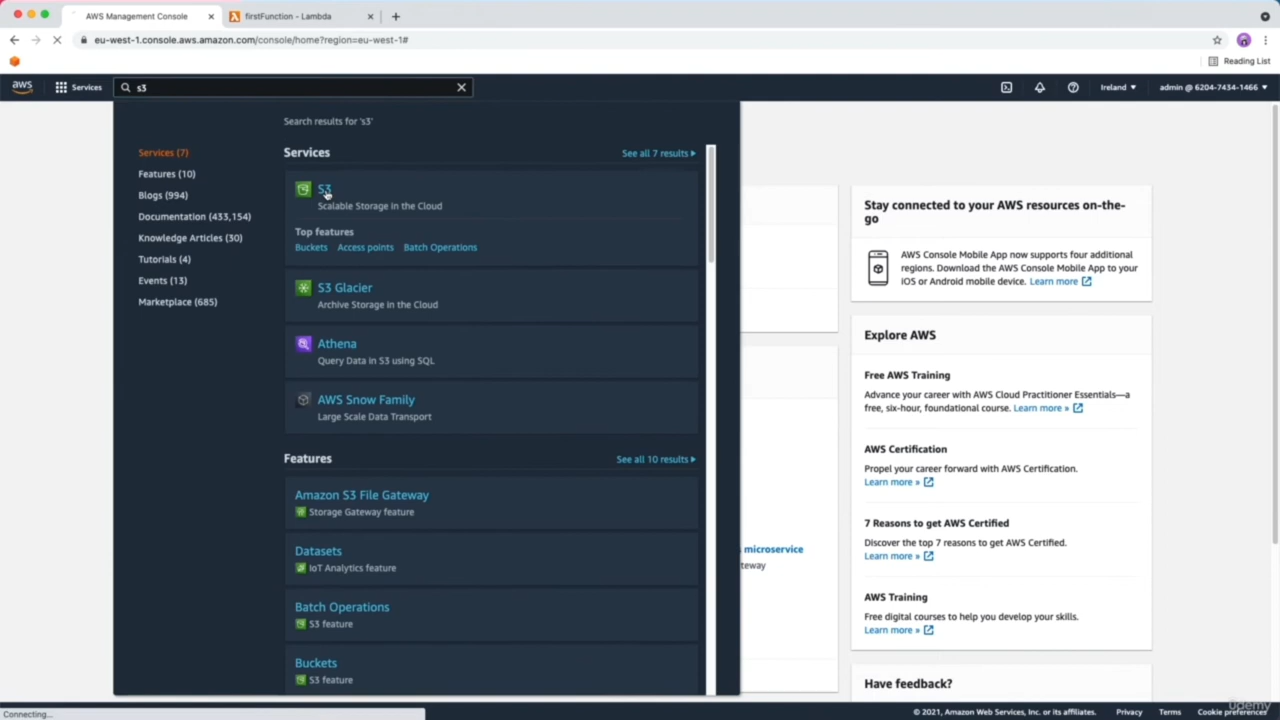 AWS Management Console
firstFunction - Lambda
eu-west-1.console.aws.amazon.com/console/home?region=eu-west-1#
Reading List
aws
Services
s3
Ireland
admin @ 6204-7434-1466
Search results for 's3'
Services (7)
Features (10)
Blogs (994)
Documentation (433,154)
Knowledge Articles (30)
Tutorials (4)
Events (13)
Marketplace (685)
Services
See all 7 results
S3
Scalable Storage in the Cloud
Top features
Buckets Access points Batch Operations
S3 Glacier
Archive Storage in the Cloud
Athena
Query Data in S3 using SQL
AWS Snow Family
Large Scale Data Transport
Features
See all 10 results
Amazon S3 File Gateway
Storage Gateway feature
Datasets
IoT Analytics feature
Batch Operations
S3 feature
Buckets
S3 feature
microservice
teway
Stay connected to your AWS resources on-the-
go
AWS Console Mobile App now supports four additional
regions. Download the AWS Console Mobile App to your
iOS or Android mobile device. Learn more
Explore AWS
Free AWS Training
Advance your career with AWS Cloud Practitioner Essentials—a
free, six-hour, foundational course. Learn more »
AWS Certification
Propel your career forward with AWS Certification.
Learn more »
7 Reasons to get AWS Certified
Discover the top 7 reasons to get AWS Certified.
Learn more »
AWS Training
Free digital courses to help you develop your skills.
Learn more »
Have feedback?
Connecting...
© 2021, Amazon Web Services, Inc. or its affiliates. Privacy Terms Cookie preferences
udemy